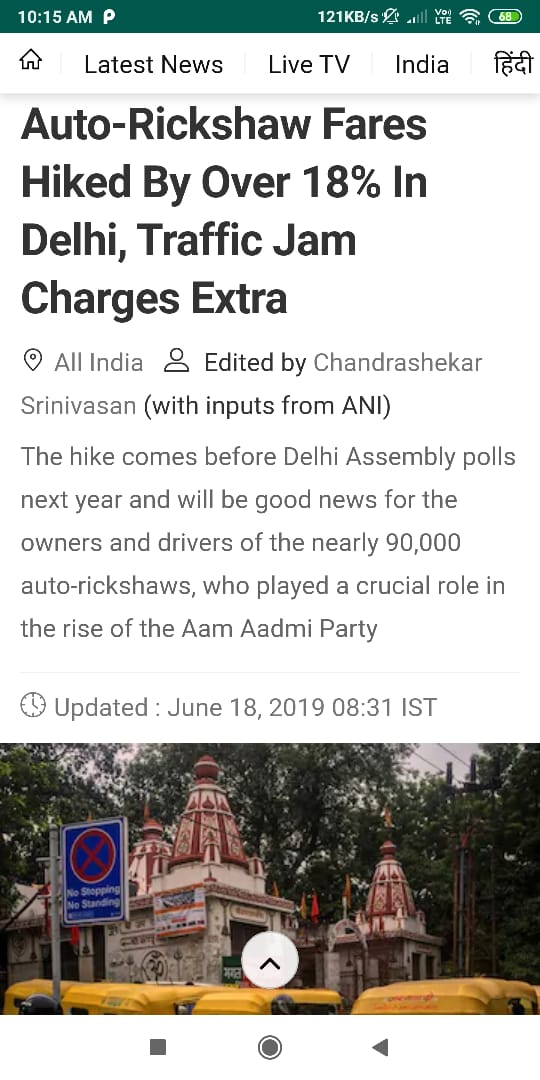 10:15 AM P 121KB/s Vo) LTE 68
Latest News Live TV India हिंदी
Auto-Rickshaw Fares
Hiked By Over 18% In
Delhi, Traffic Jam
Charges Extra
All India Edited by Chandrashekar
Srinivasan (with inputs from ANI)
The hike comes before Delhi Assembly polls
next year and will be good news for the
owners and drivers of the nearly 90,000
auto-rickshaws, who played a crucial role in
the rise of the Aam Aadmi Party
Updated : June 18, 2019 08:31 IST
No Stopping
No Standing